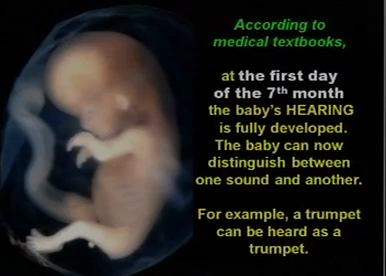 According to
medical textbooks,
at the first day
of the 7th month
the baby's HEARING
is fully developed.
The baby can now
distinguish between
one sound and another.
For example, a trumpet
can be heard as a
trumpet.